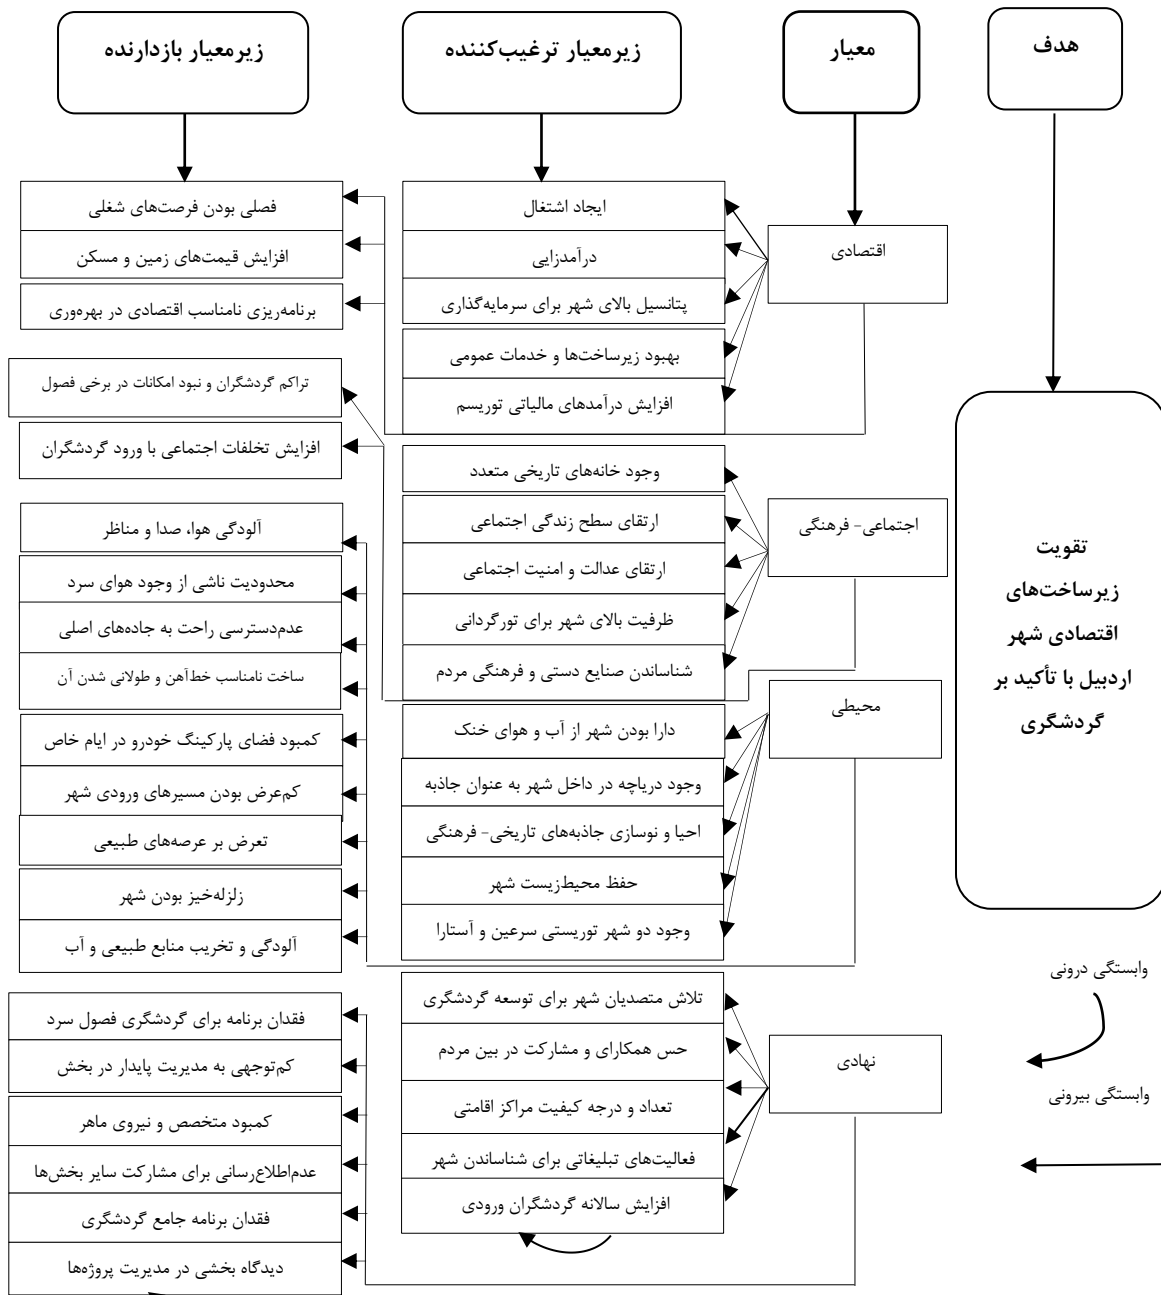 هدف
معیار
زیرمعیار ترغیب‌کننده
زیرمعیار بازدارنده
تقویت
زیرساخت‌های
اقتصادی شهر
اردبیل با تأکید بر
گردشگری
وابستگی درونی
وابستگی بیرونی
اقتصادی
ایجاد اشتغال
درآمدزایی
پتانسیل بالای شهر برای سرمایه‌گذاری
بهبود زیرساخت‌ها و خدمات عمومی
افزایش درآمدهای مالیاتی توریسم
فصلی بودن فرصت‌های شغلی
افزایش قیمت‌های زمین و مسکن
برنامه‌ریزی نامناسب اقتصادی در بهره‌وری
اجتماعی- فرهنگی
وجود خانه‌های تاریخی متعدد
ارتقای سطح زندگی اجتماعی
ارتقای عدالت و امنیت اجتماعی
ظرفیت بالای شهر برای تورگردانی
شناساندن صنایع دستی و فرهنگی مردم
تراکم گردشگران و نبود امکانات در برخی فصول
افزایش تخلفات اجتماعی با ورود گردشگران
محیطی
دارا بودن شهر از آب و هوای خنک
وجود دریاچه در داخل شهر به عنوان جاذبه
احیا و نوسازی جاذبه‌های تاریخی- فرهنگی
حفظ محیط‌زیست شهر
وجود دو شهر توریستی سرعین و آستارا
آلودگی هوا، صدا و مناظر
محدودیت ناشی از وجود هوای سرد
عدم‌دسترسی راحت به جاده‌های اصلی
ساخت نامناسب خط‌آهن و طولانی شدن آن
کمبود فضای پارکینگ خودرو در ایام خاص
کم‌عرض بودن مسیرهای ورودی شهر
تعرض بر عرصه‌های طبیعی
زلزله‌خیز بودن شهر
آلودگی و تخریب منابع طبیعی و آب
نهادی
تلاش متصدیان شهر برای توسعه گردشگری
حس همکارای و مشارکت در بین مردم
تعداد و درجه کیفیت مراکز اقامتی
فعالیت‌های تبلیغاتی برای شناساندن شهر
افزایش سالانه گردشگران ورودی
فقدان برنامه برای گردشگری فصول سرد
کم‌توجهی به مدیریت پایدار در بخش
کمبود متخصص و نیروی ماهر
عدم‌اطلاع‌رسانی برای مشارکت سایر بخش‌ها
فقدان برنامه جامع گردشگری
دیدگاه بخشی در مدیریت پروژه‌ها